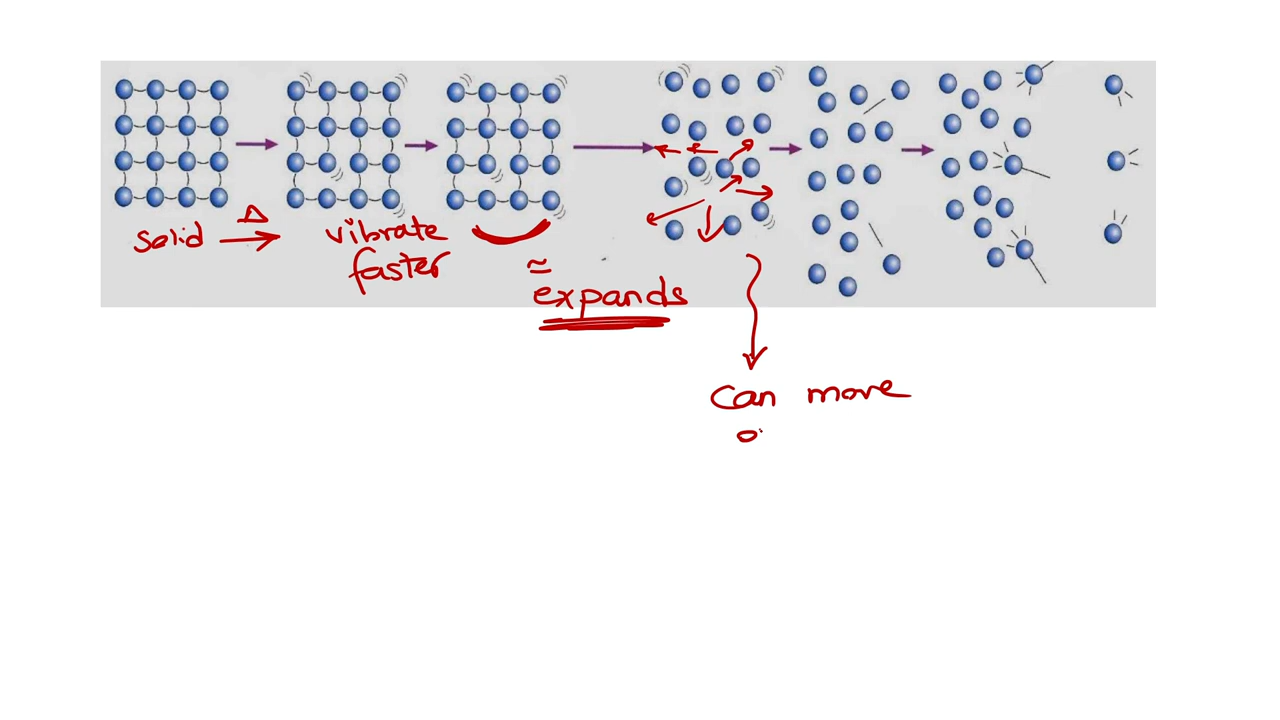 solid Δ vibrate
faster
≃
expands
Can move